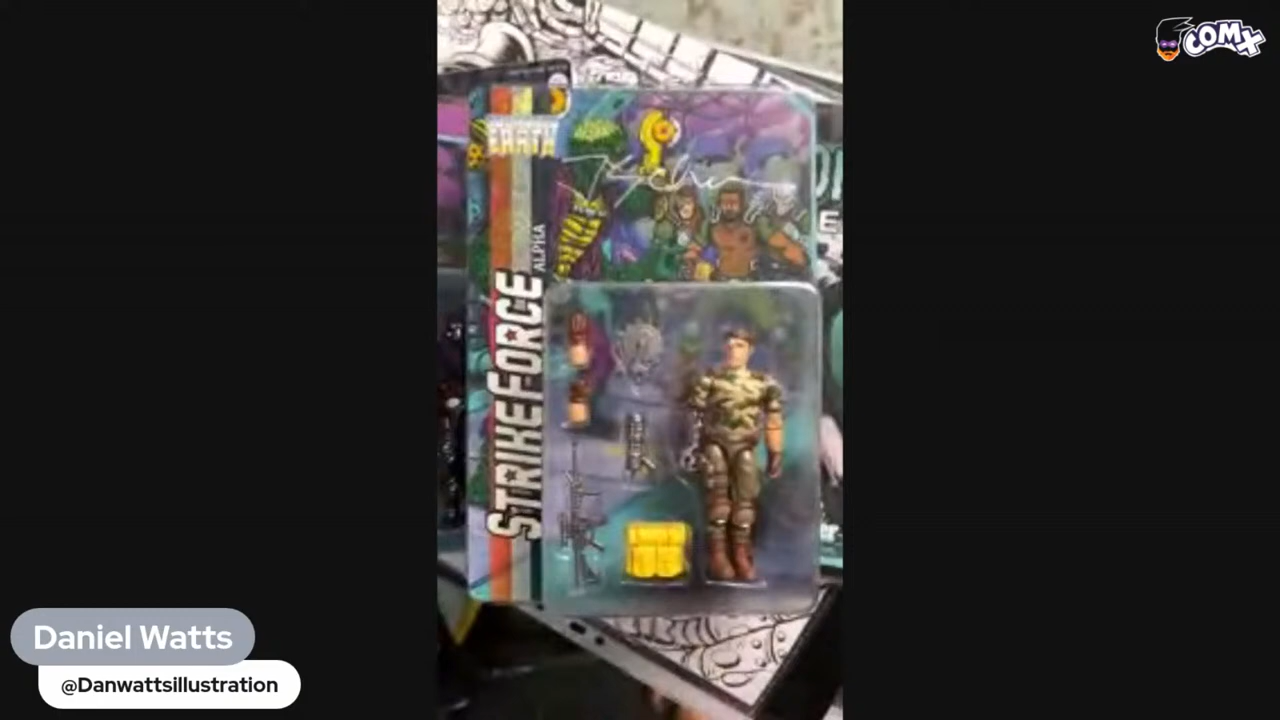 COMX
EARTH
ALPHA
STRIKEFORCE
Daniel Watts
@Danwattsillustration